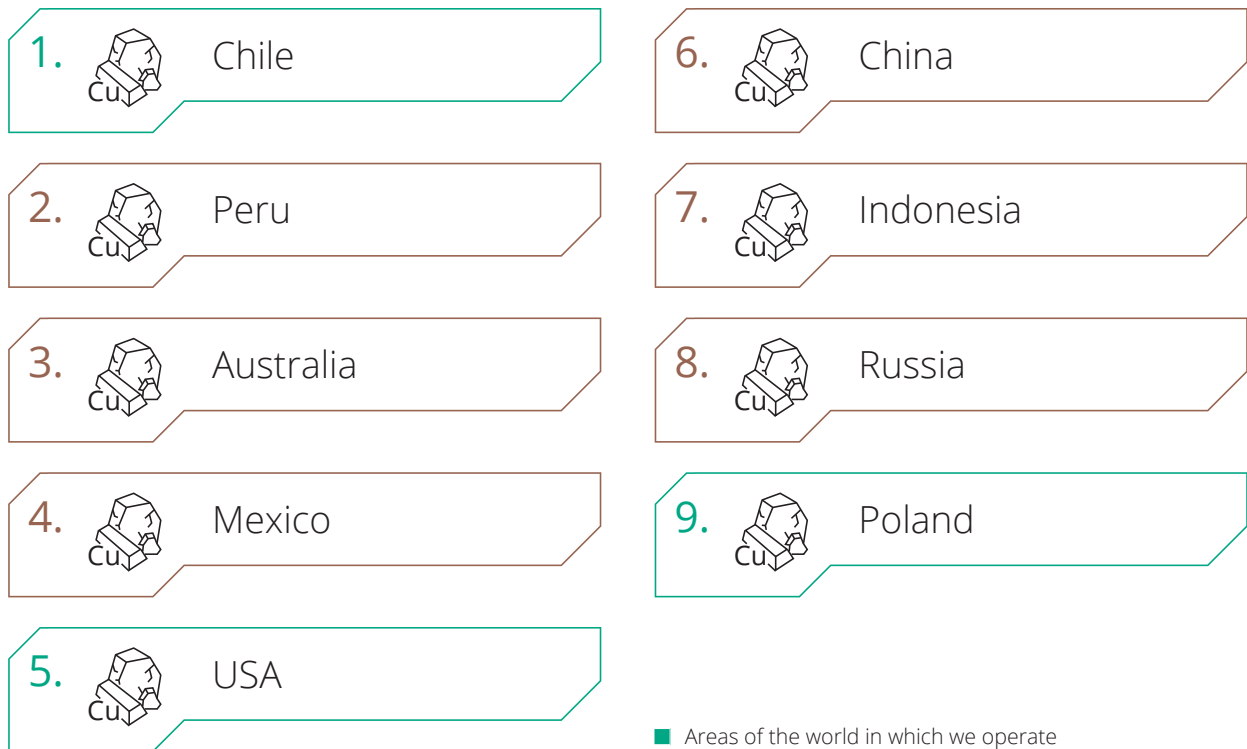 1. Cu Chile
2. Cu Peru
3. Cu Australia
4. Cu Mexico
5. Cu USA
6. Cu China
7. Cu Indonesia
8. Cu Russia
9. Cu Poland
Areas of the world in which we operate